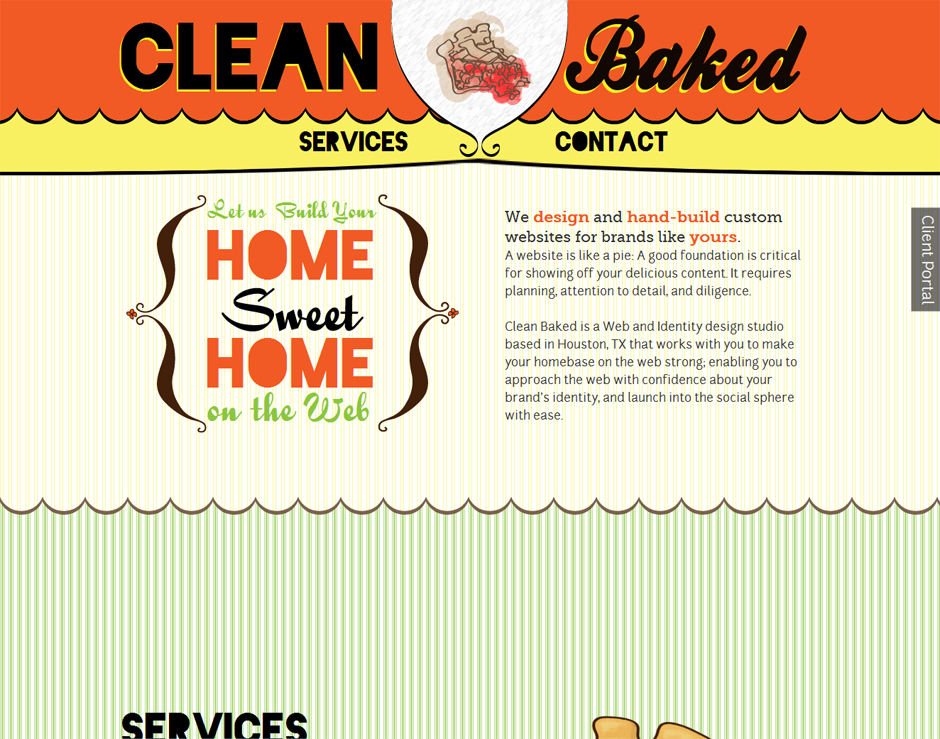 CLEAN Baked
SERVICES CONTACT
Let us Build Your
HOME
Sweet
HOME
on the Web
We design and hand-build custom
websites for brands like yours.
A website is like a pie: A good foundation is critical
for showing off your delicious content. It requires
planning, attention to detail, and diligence.
Clean Baked is a Web and Identity design studio
based in Houston, TX that works with you to make
your homebase on the web strong; enabling you to
approach the web with confidence about your
brand's identity, and launch into the social sphere
with ease.
Client Portal
SERVICES